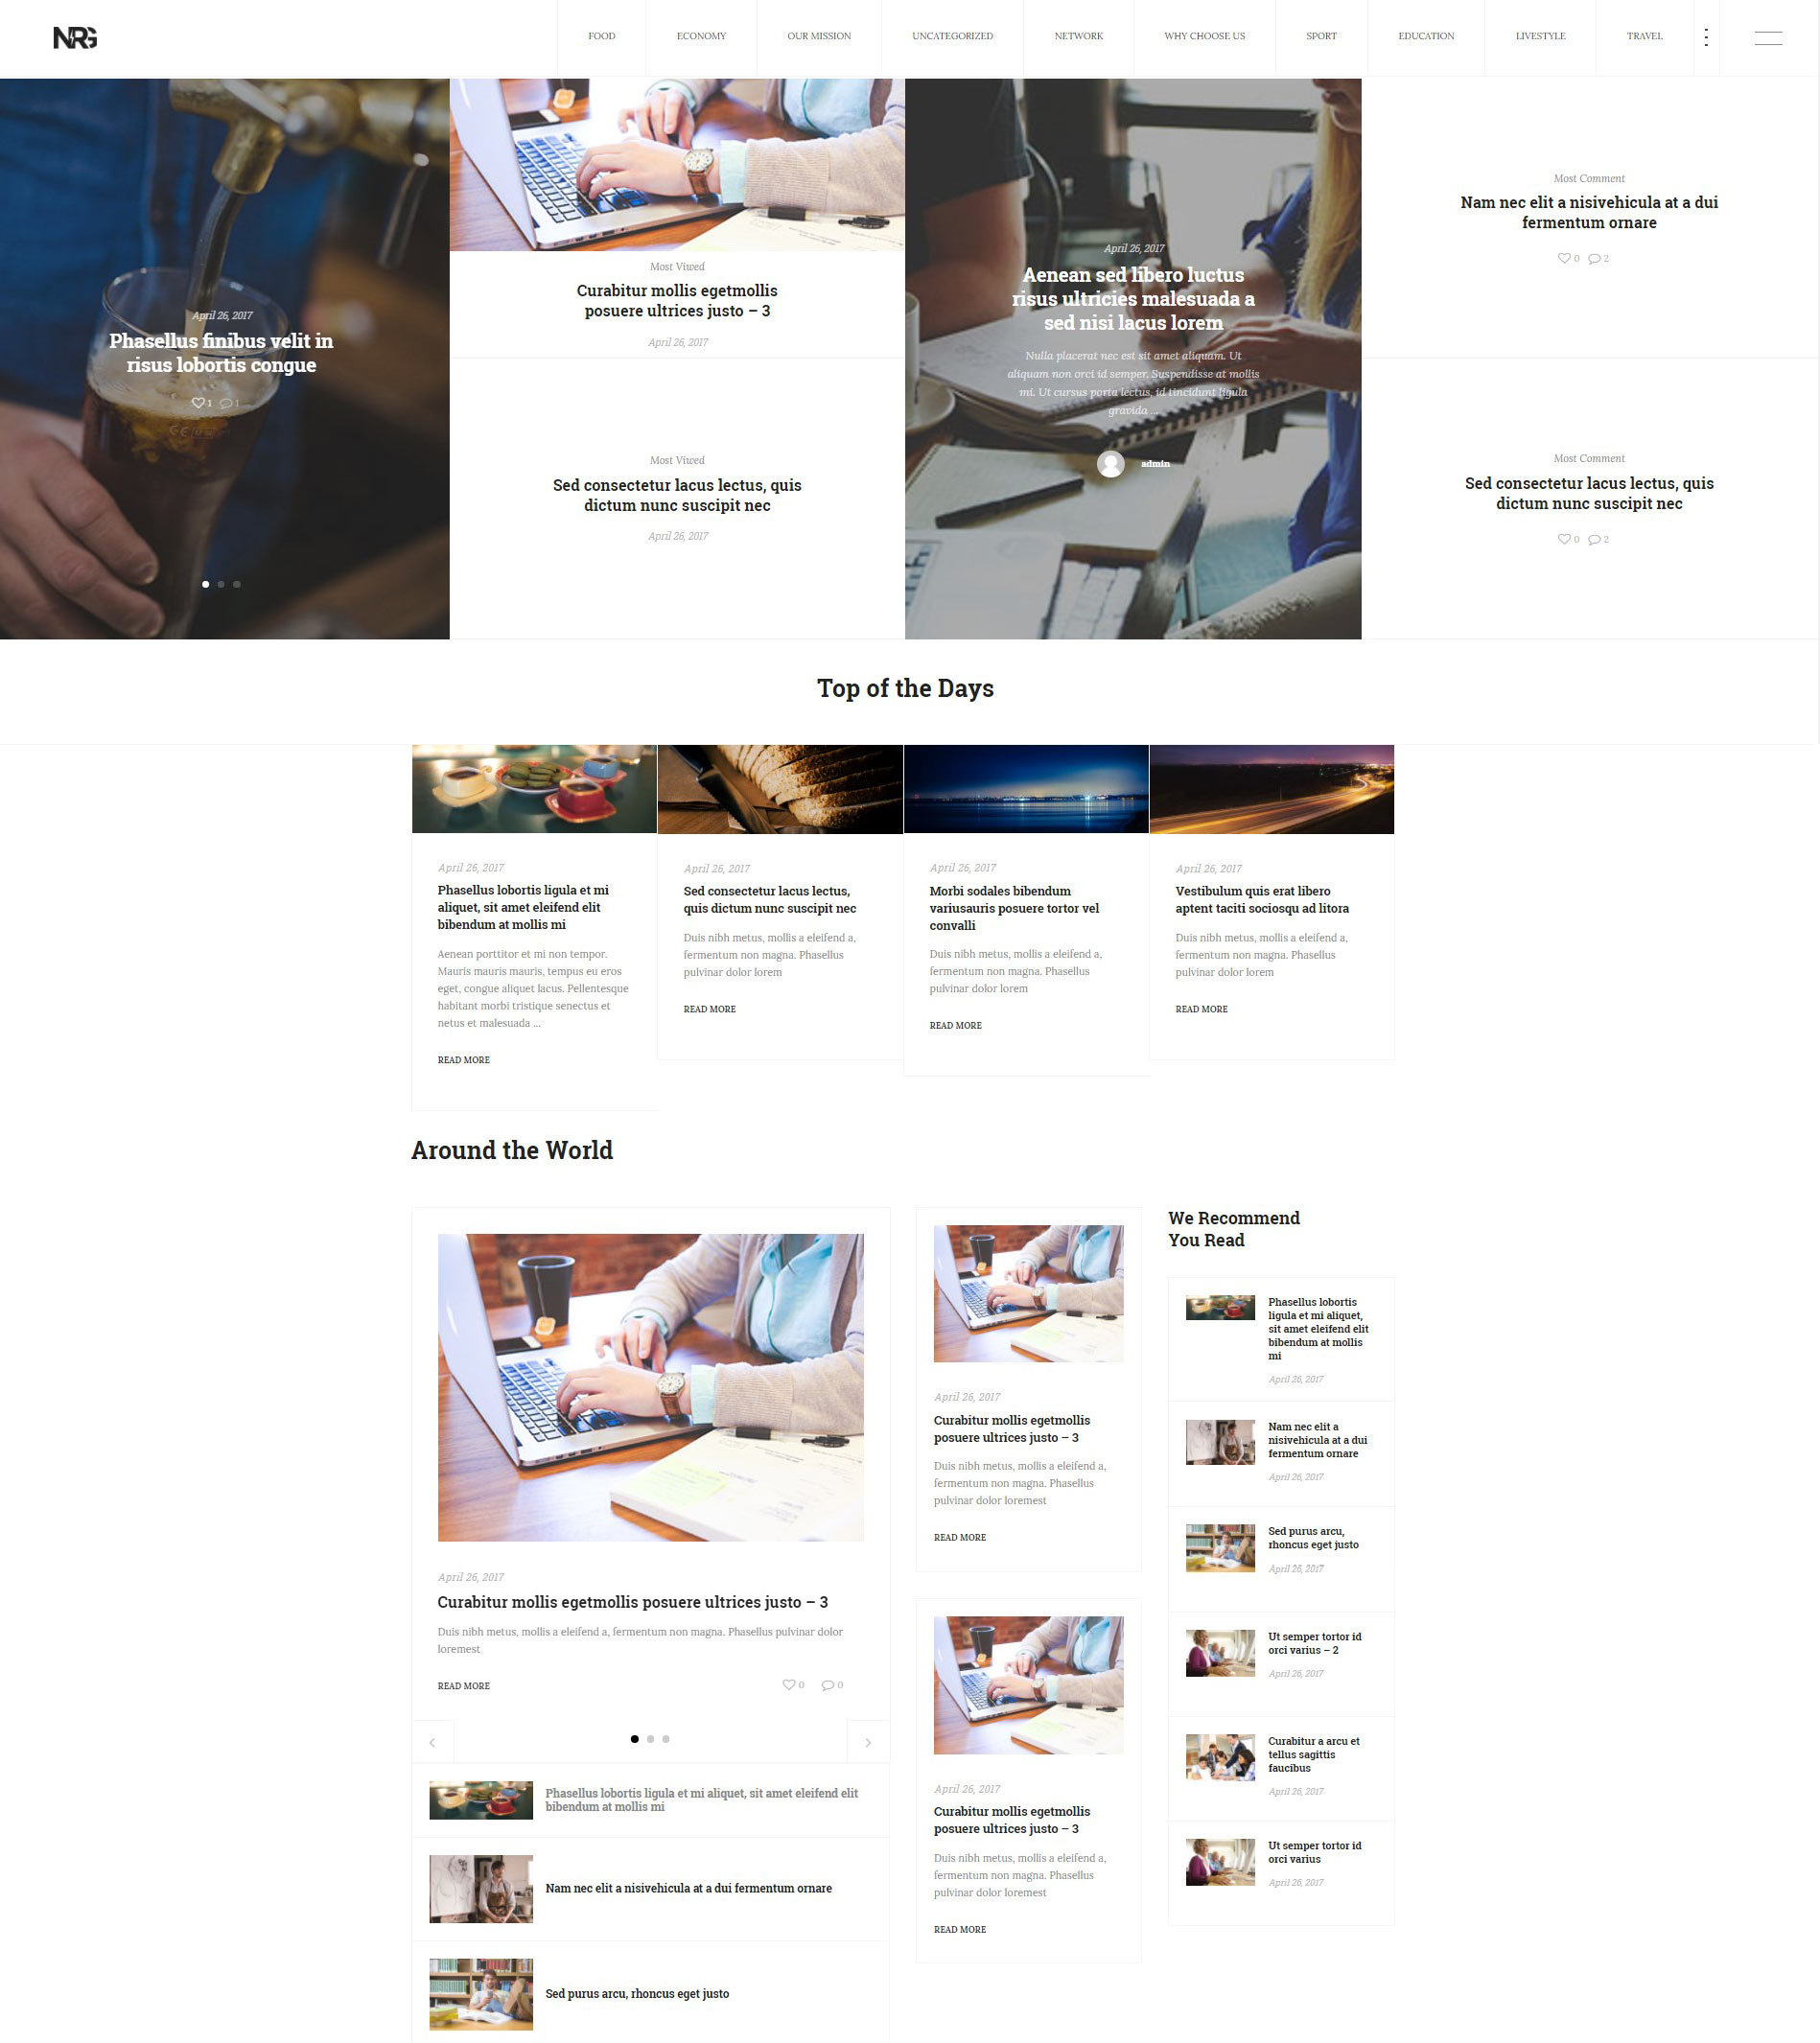 NRG
FOOD
ECONOMY
OUR MISSION
UNCATEGORIZED
NETWORK
WHY CHOOSE US
SPORT
EDUCATION
LIVESTYLE
TRAVEL
April 26, 2017
Phasellus finibus velit in
risus lobortis congue
1 1
Most Viwed
Curabitur mollis egetmollis
posuere ultrices justo – 3
April 26, 2017
Most Viwed
Sed consectetur lacus lectus, quis
dictum nunc suscipit nec
April 26, 2017
April 26, 2017
Aenean sed libero luctus
risus ultricies malesuada a
sed nisi lacus lorem
Nulla placerat nec est sit amet aliquam. Ut
aliquam non orci id semper. Suspendisse at mollis
mi. Ut cursus porta lectus, id tincidunt ligula
gravida ...
admin
Most Comment
Nam nec elit a nisivehicula at a dui
fermentum ornare
0 2
Most Comment
Sed consectetur lacus lectus, quis
dictum nunc suscipit nec
0 2
Top of the Days
April 26, 2017
Phasellus lobortis ligula et mi
aliquet, sit amet eleifend elit
bibendum at mollis mi
Aenean porttitor et mi non tempor.
Mauris mauris mauris, tempus eu eros
eget, congue aliquet lacus. Pellentesque
habitant morbi tristique senectus et
netus et malesuada ...
READ MORE
April 26, 2017
Sed consectetur lacus lectus,
quis dictum nunc suscipit nec
Duis nibh metus, mollis a eleifend a,
fermentum non magna. Phasellus
pulvinar dolor lorem
READ MORE
April 26, 2017
Morbi sodales bibendum
variusauris posuere tortor vel
convalli
Duis nibh metus, mollis a eleifend a,
fermentum non magna. Phasellus
pulvinar dolor lorem
READ MORE
April 26, 2017
Vestibulum quis erat libero
aptent taciti sociosqu ad litora
Duis nibh metus, mollis a eleifend a,
fermentum non magna. Phasellus
pulvinar dolor lorem
READ MORE
Around the World
April 26, 2017
Curabitur mollis egetmollis posuere ultrices justo – 3
Duis nibh metus, mollis a eleifend a, fermentum non magna. Phasellus pulvinar dolor
loremest
READ MORE
0 0
Phasellus lobortis ligula et mi aliquet, sit amet eleifend elit
bibendum at mollis mi
Nam nec elit a nisivehicula at a dui fermentum ornare
Sed purus arcu, rhoncus eget justo
April 26, 2017
Curabitur mollis egetmollis
posuere ultrices justo – 3
Duis nibh metus, mollis a eleifend a,
fermentum non magna. Phasellus
pulvinar dolor loremest
READ MORE
April 26, 2017
Curabitur mollis egetmollis
posuere ultrices justo – 3
Duis nibh metus, mollis a eleifend a,
fermentum non magna. Phasellus
pulvinar dolor loremest
READ MORE
We Recommend
You Read
Phasellus lobortis
ligula et mi aliquet,
sit amet eleifend elit
bibendum at mollis
mi
April 26, 2017
Nam nec elit a
nisivehicula at a dui
fermentum ornare
April 26, 2017
Sed purus arcu,
rhoncus eget justo
April 26, 2017
Ut semper tortor id
orci varius – 2
April 26, 2017
Curabitur a arcu et
tellus sagittis
faucibus
April 26, 2017
Ut semper tortor id
orci varius
April 26, 2017